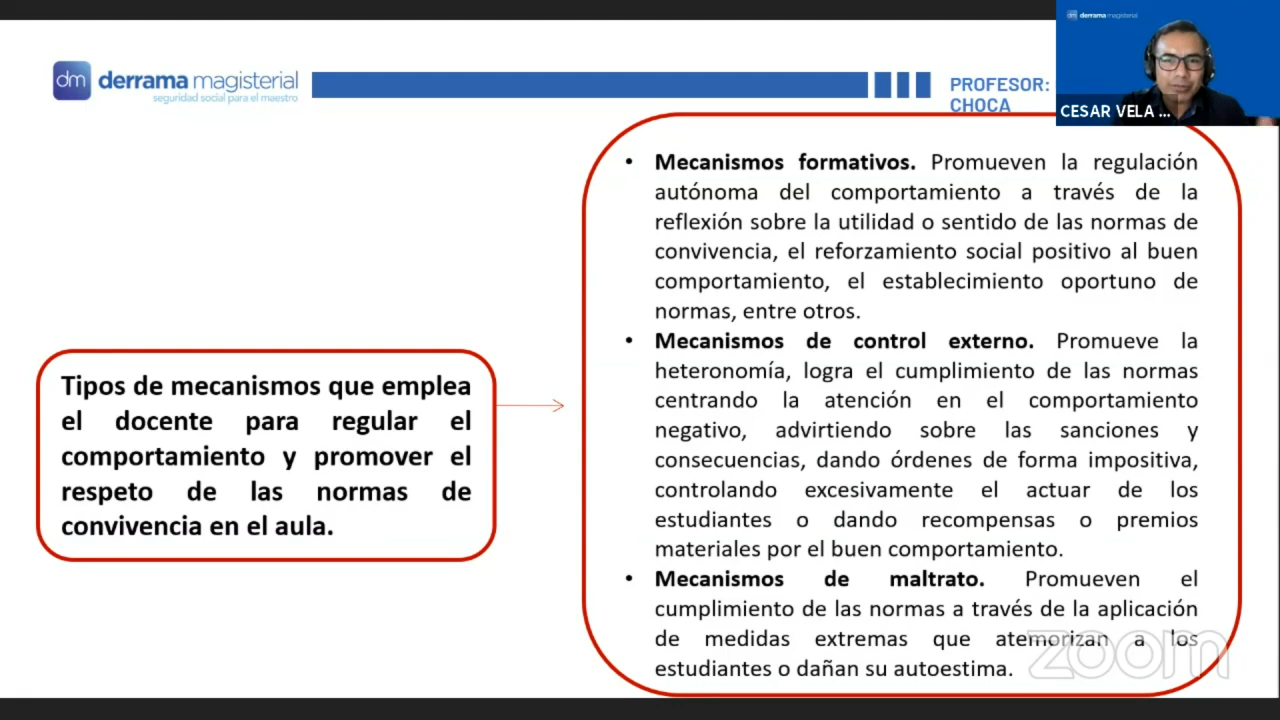 dm derrama magisterial
seguridad social para el maestro
PROFESOR:
CHOCA
dm derrama magisterial
CESAR VELA ...
Tipos de mecanismos que emplea
el docente para regular el
comportamiento y promover el
respeto de las normas de
convivencia en el aula.
• Mecanismos formativos. Promueven la regulación
autónoma del comportamiento a través de la
reflexión sobre la utilidad o sentido de las normas de
convivencia, el reforzamiento social positivo al buen
comportamiento, el establecimiento oportuno de
normas, entre otros.
• Mecanismos de control externo. Promueve la
heteronomía, logra el cumplimiento de las normas
centrando la atención en el comportamiento
negativo, advirtiendo sobre las sanciones y
consecuencias, dando órdenes de forma impositiva,
controlando excesivamente el actuar de los
estudiantes o dando recompensas o premios
materiales por el buen comportamiento.
• Mecanismos de maltrato. Promueven el
cumplimiento de las normas a través de la aplicación
de medidas extremas que atemorizan a los
estudiantes o dañan su autoestima.
zoom